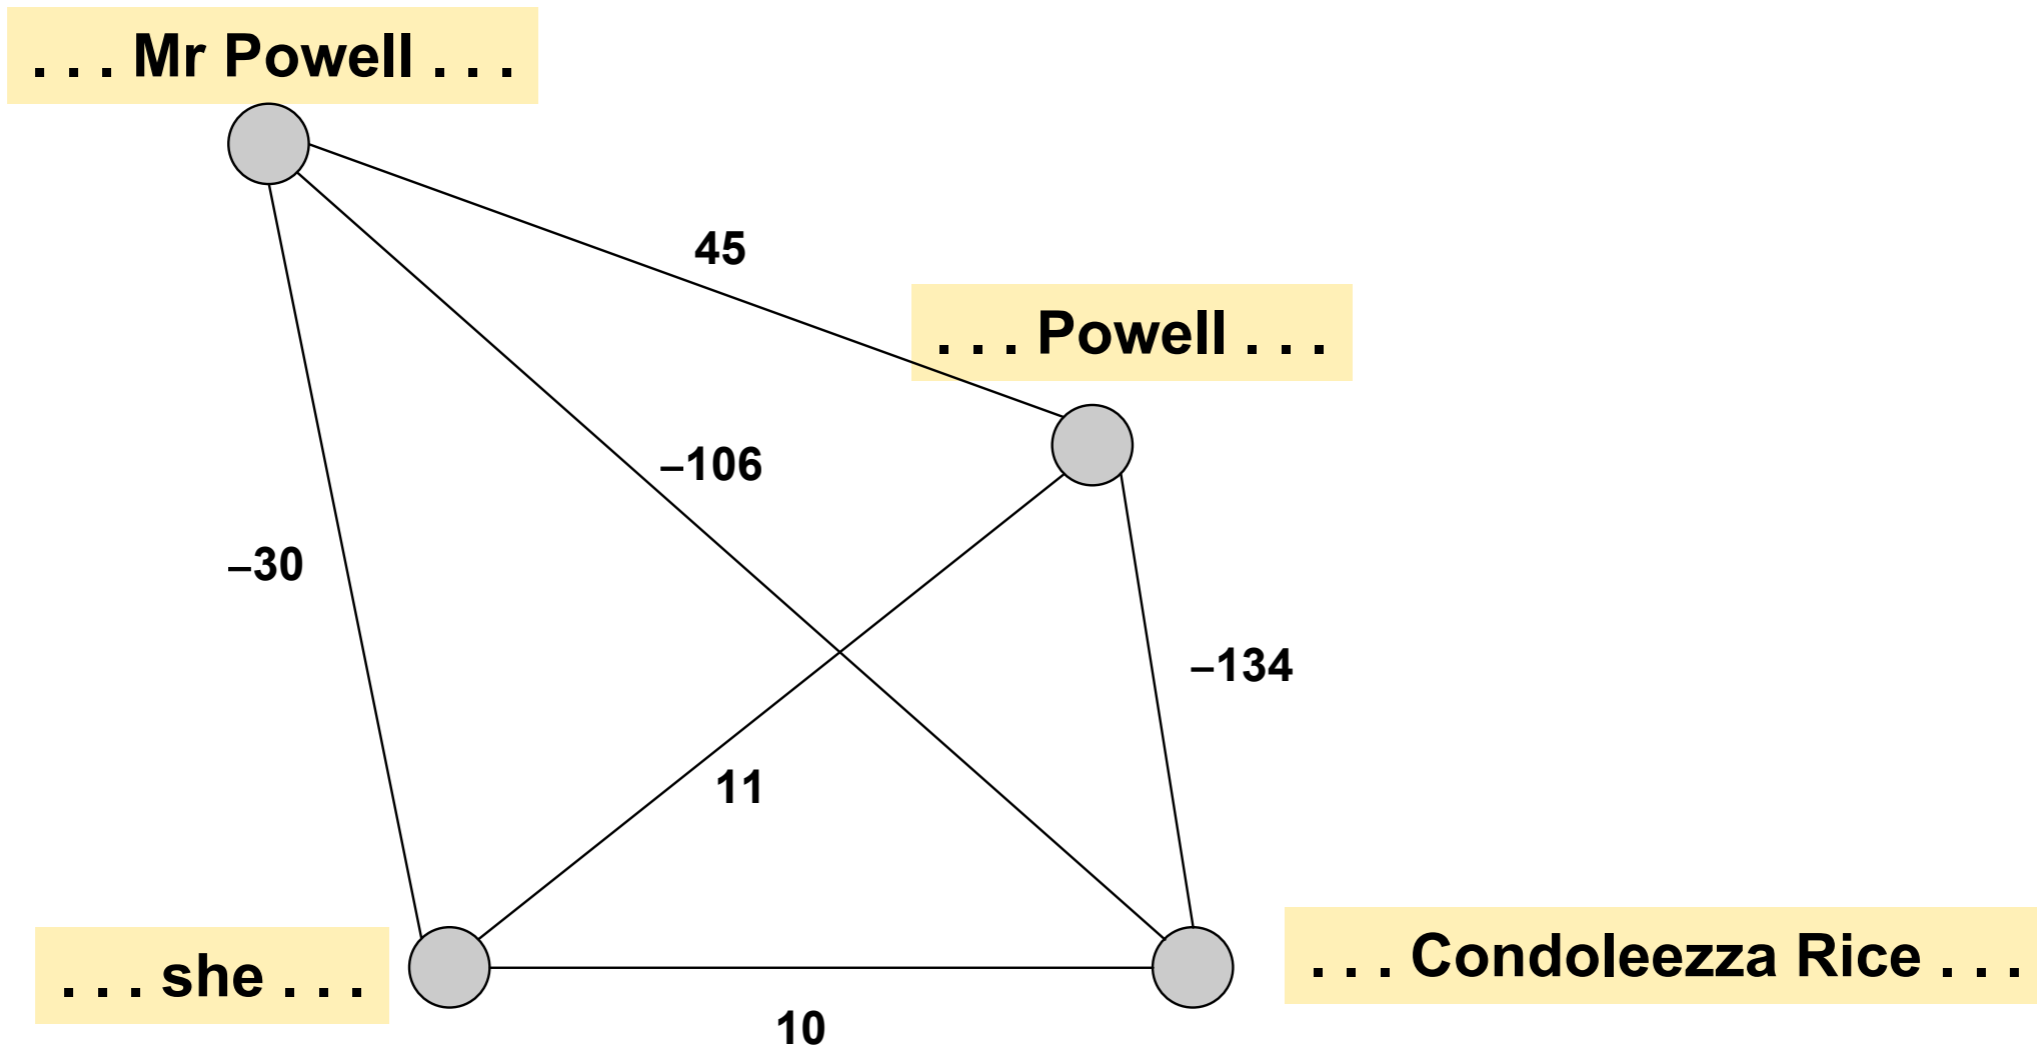 . . . Mr Powell . . .
45
. . . Powell . . .
–106
–30
–134
11
. . . she . . .
. . . Condoleezza Rice . . .
10